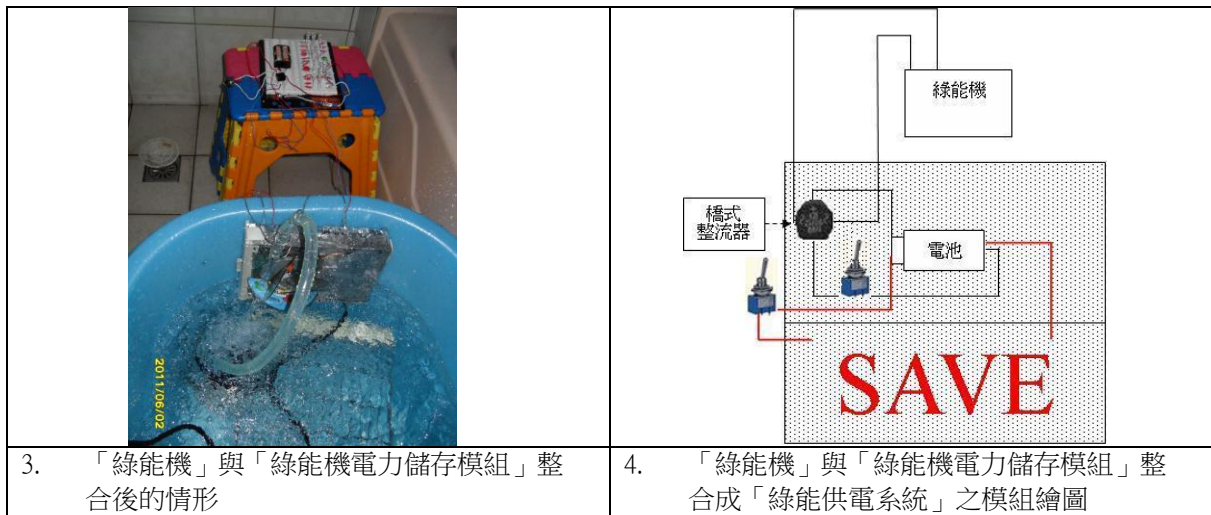 2011/06/02
綠能機
橋式
整流器
電池
SAVE
3. 「綠能機」與「綠能機電力儲存模組」整
合後的情形
4. 「綠能機」與「綠能機電力儲存模組」整
合成「綠能供電系統」之模組繪圖